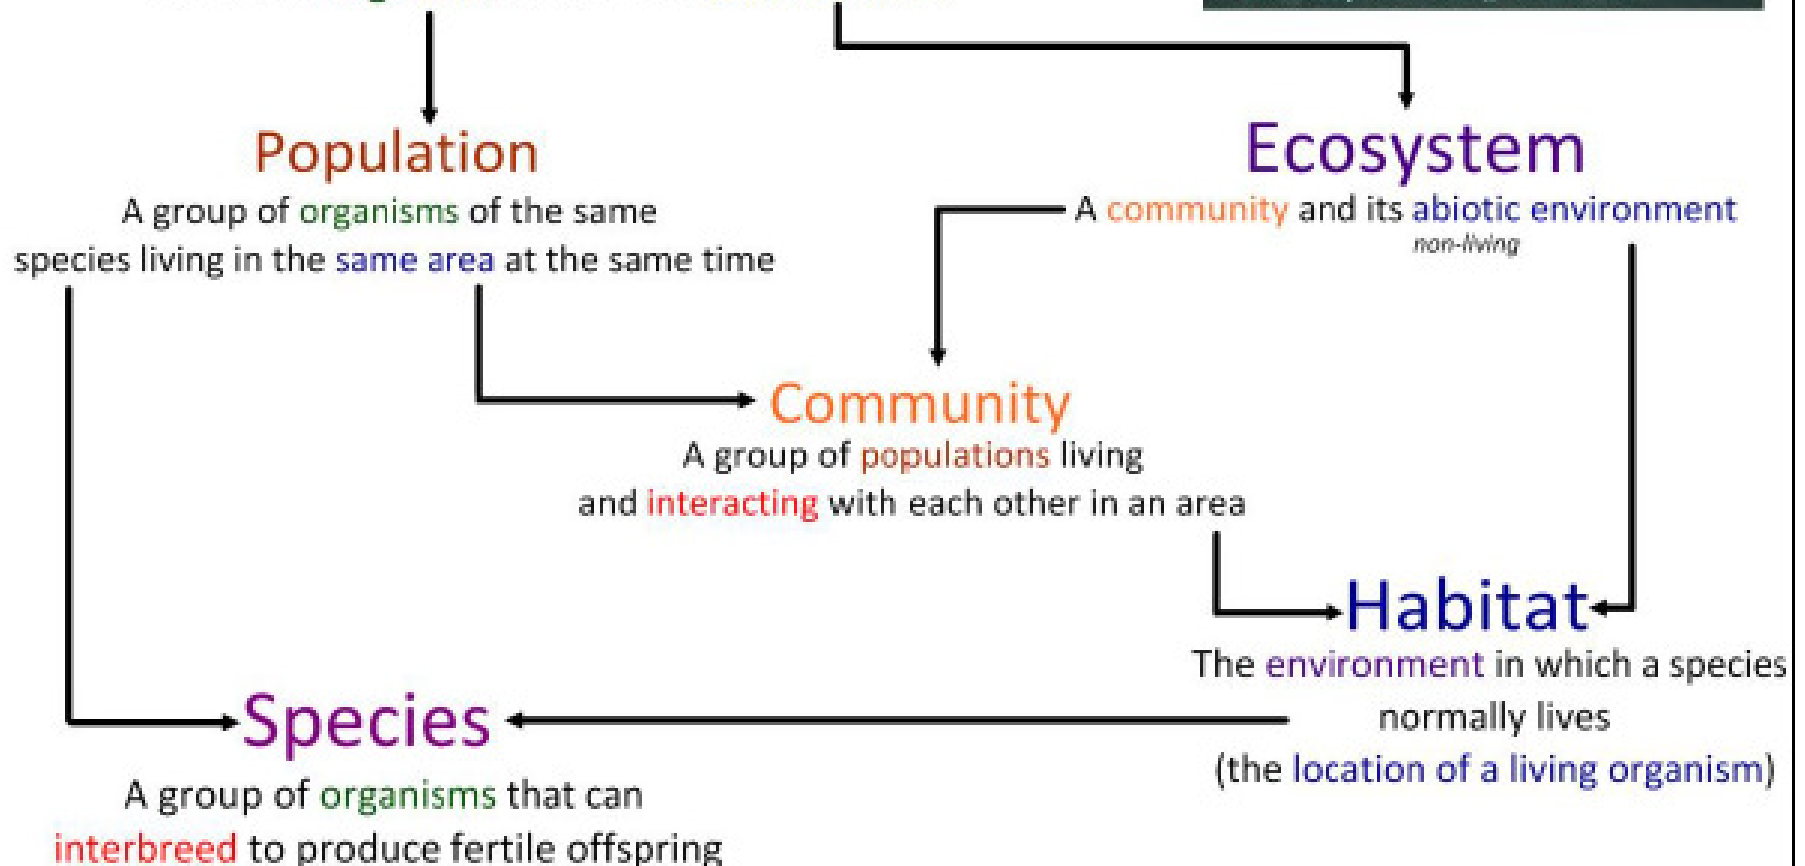 Population
A group of organisms of the same
species living in the same area at the same time
Ecosystem
A community and its abiotic environment
non-living
Community
A group of populations living
and interacting with each other in an area
Habitat
The environment in which a species
normally lives
(the location of a living organism)
Species
A group of organisms that can
interbreed to produce fertile offspring